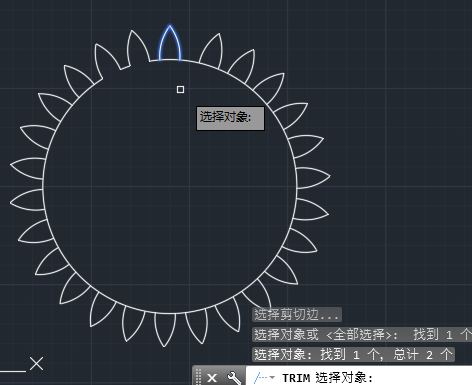 选择对象:
选择剪切边...
选择对象或 <全部选择>: 找到 1 个
选择对象: 找到 1 个，总计 2 个
TRIM 选择对象: